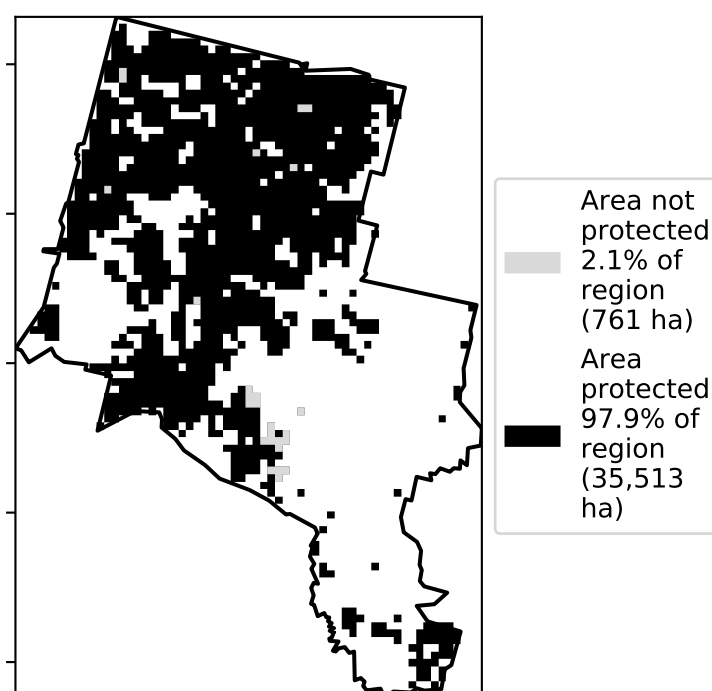 Area not
protected
2.1% of
region
(761 ha)
Area
protected
97.9% of
region
(35,513
ha)